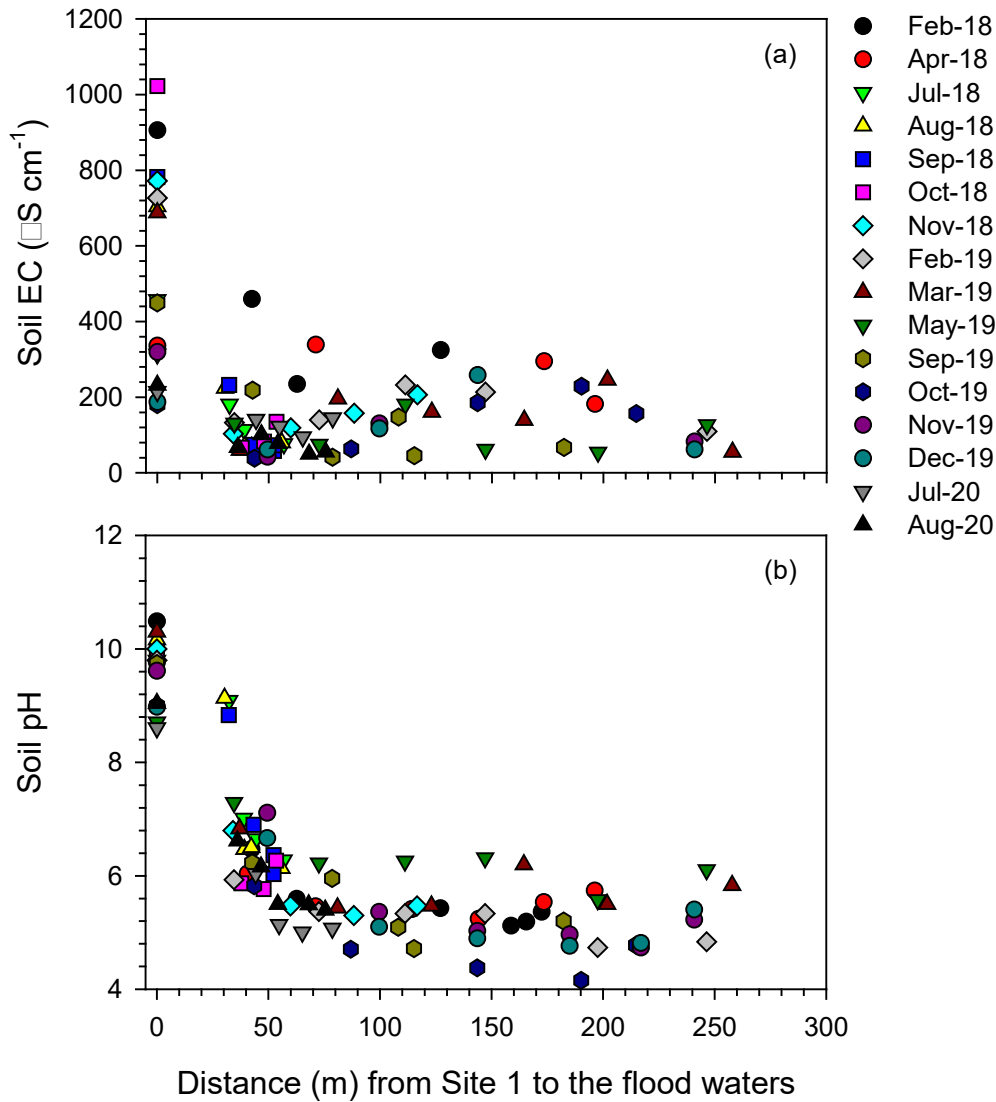 1200
1000
800
600
400
200
0
Soil EC (□S cm⁻¹)
(a)
Feb-18
Apr-18
Jul-18
Aug-18
Sep-18
Oct-18
Nov-18
Feb-19
Mar-19
May-19
Sep-19
Oct-19
Nov-19
Dec-19
Jul-20
Aug-20
12
10
8
6
4
Soil pH
(b)
0 50 100 150 200 250 300
Distance (m) from Site 1 to the flood waters